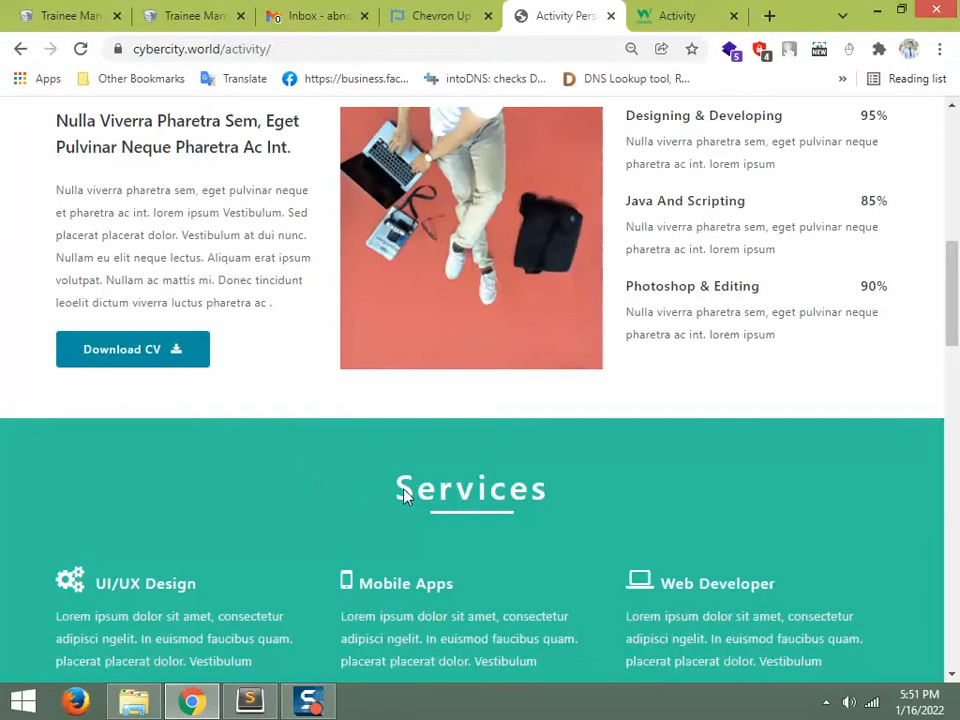 Trainee Man
Trainee Man
Inbox - abno
Chevron Up
Activity Pers
Activity
cybercity.world/activity/
5
4
NEW
Apps
Other Bookmarks
Translate
https://business.fac...
intoDNS: checks D...
DNS Lookup tool, R...
»
Reading list
Nulla Viverra Pharetra Sem, Eget
Pulvinar Neque Pharetra Ac Int.
Nulla viverra pharetra sem, eget pulvinar neque
et pharetra ac int. lorem ipsum Vestibulum. Sed
placerat placerat dolor. Vestibulum at dui nunc.
Nullam eu elit neque lectus. Aliquam erat ipsum
volutpat. Nullam ac mattis mi. Donec tincidunt
leoelit dictum viverra luctus pharetra ac .
Download CV
Designing & Developing 95%
Nulla viverra pharetra sem, eget pulvinar neque
pharetra ac int. lorem ipsum
Java And Scripting 85%
Nulla viverra pharetra sem, eget pulvinar neque
pharetra ac int. lorem ipsum
Photoshop & Editing 90%
Nulla viverra pharetra sem, eget pulvinar neque
pharetra ac int. lorem ipsum
Services
UI/UX Design
Lorem ipsum dolor sit amet, consectetur
adipisci ngelit. In euismod faucibus quam.
placerat placerat dolor. Vestibulum
Mobile Apps
Lorem ipsum dolor sit amet, consectetur
adipisci ngelit. In euismod faucibus quam.
placerat placerat dolor. Vestibulum
Web Developer
Lorem ipsum dolor sit amet, consectetur
adipisci ngelit. In euismod faucibus quam.
placerat placerat dolor. Vestibulum
5:51 PM
1/16/2022